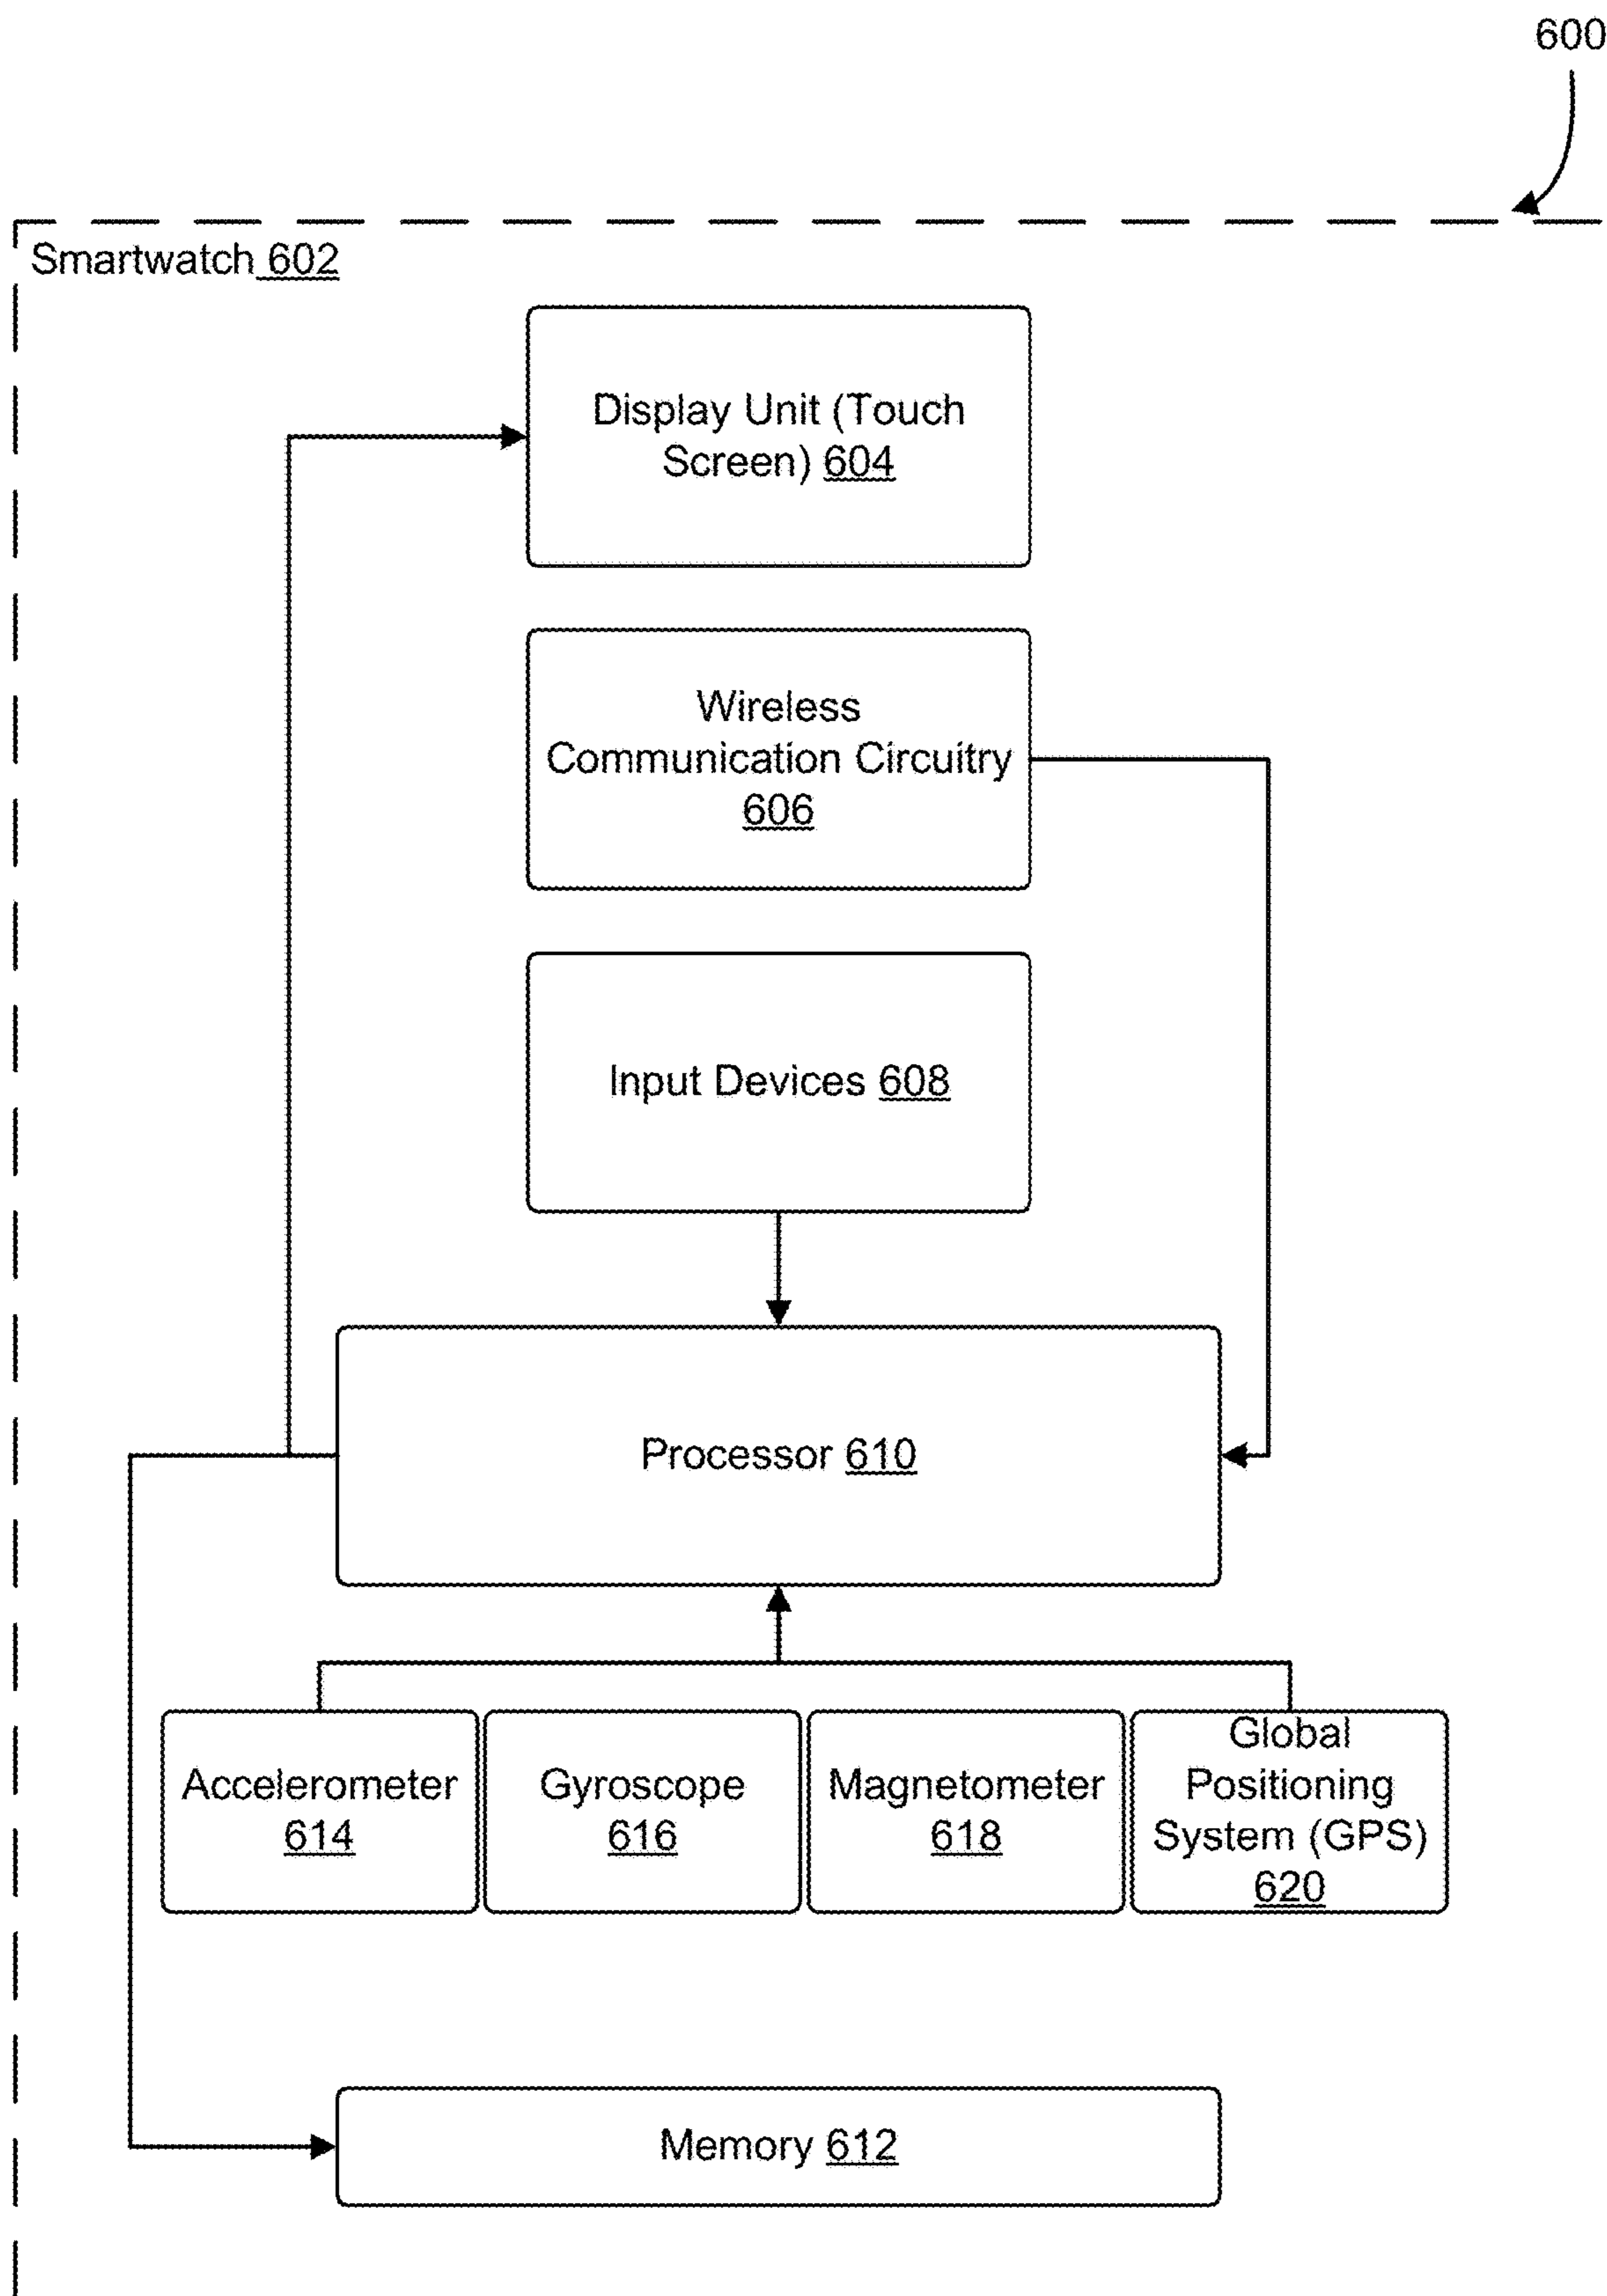 600
Smartwatch 602
Display Unit (Touch
Screen) 604
Wireless
Communication Circuitry
606
Input Devices 608
Processor 610
Accelerometer
614
Gyroscope
616
Magnetometer
618
Global
Positioning
System (GPS)
620
Memory 612